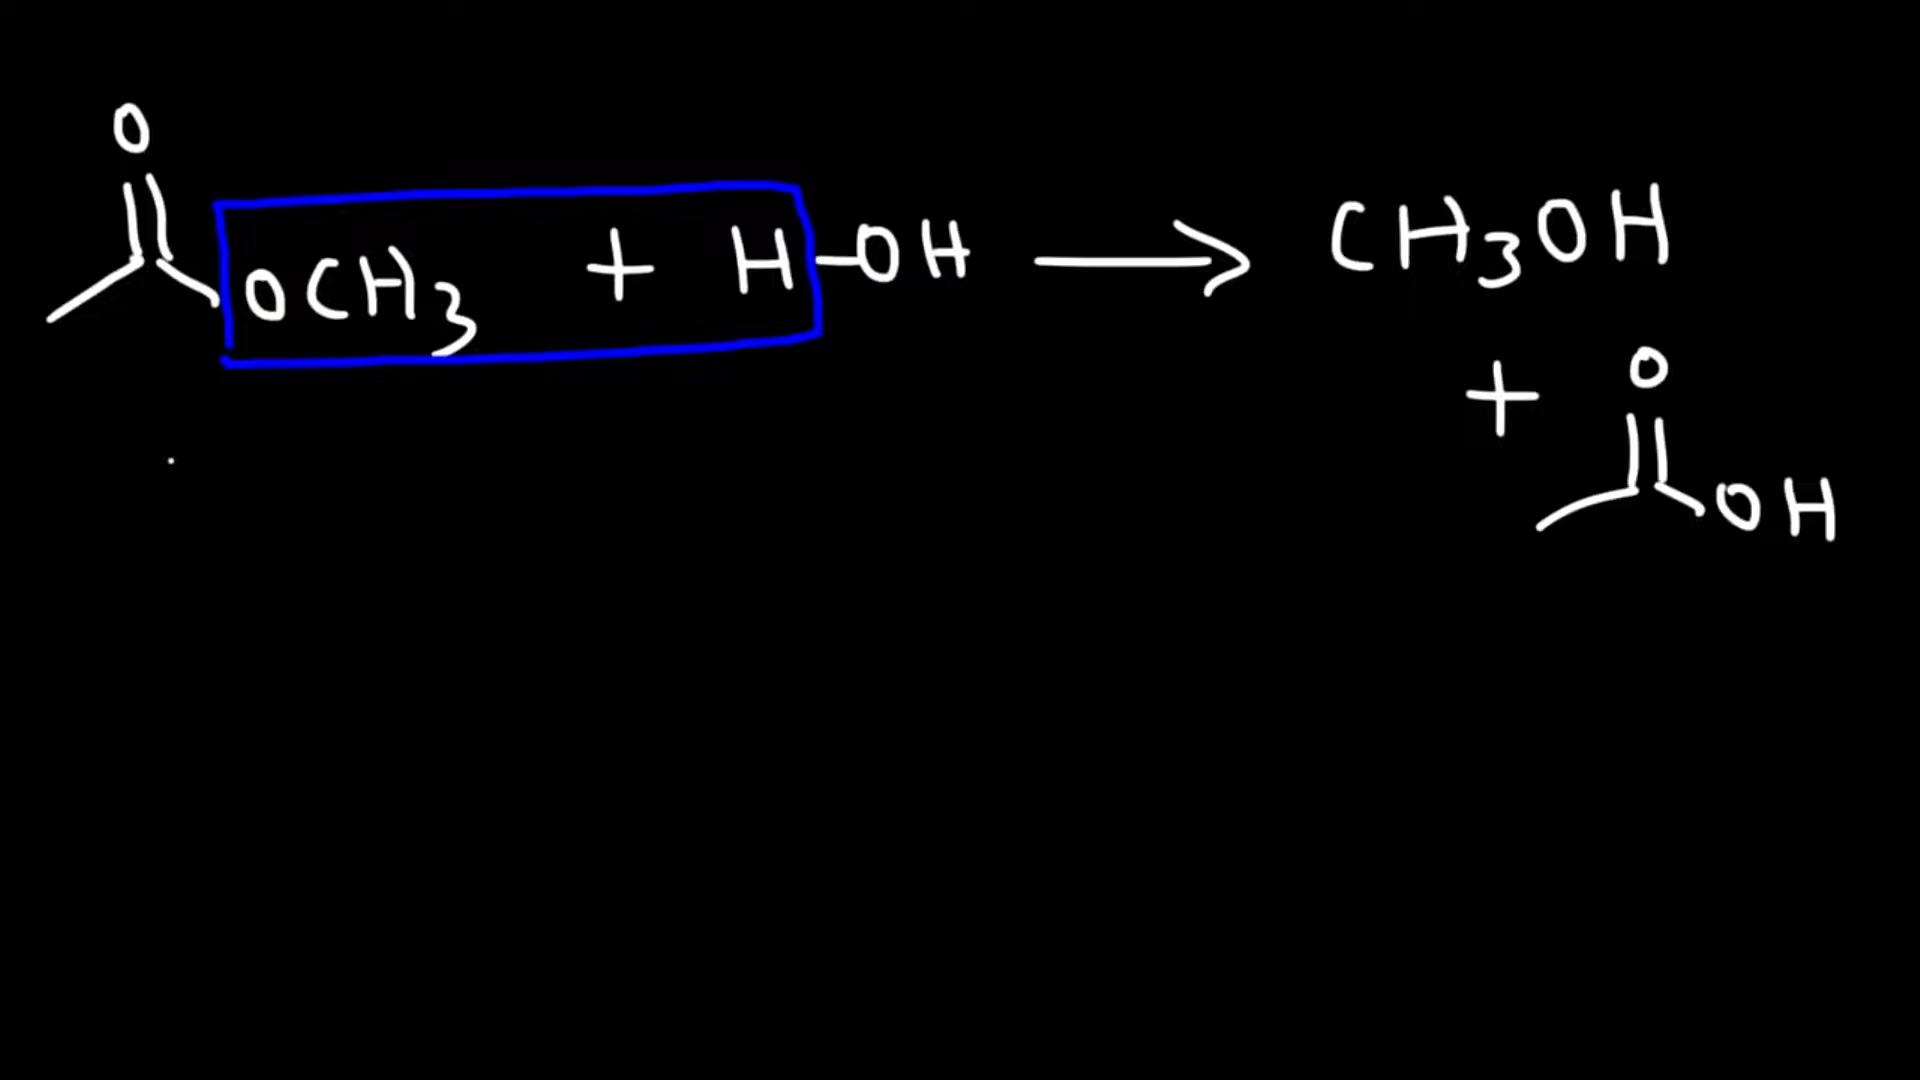 O
OCH3 + H-OH → CH3OH
+ O
OH